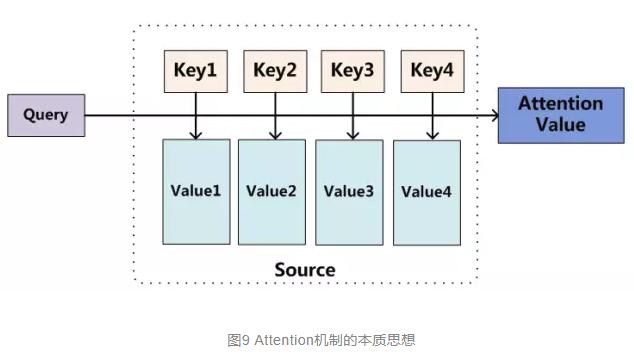 Key1 Key2 Key3 Key4
Query
Attention
Value
Value1 Value2 Value3 Value4
Source
图9 Attention机制的本质思想